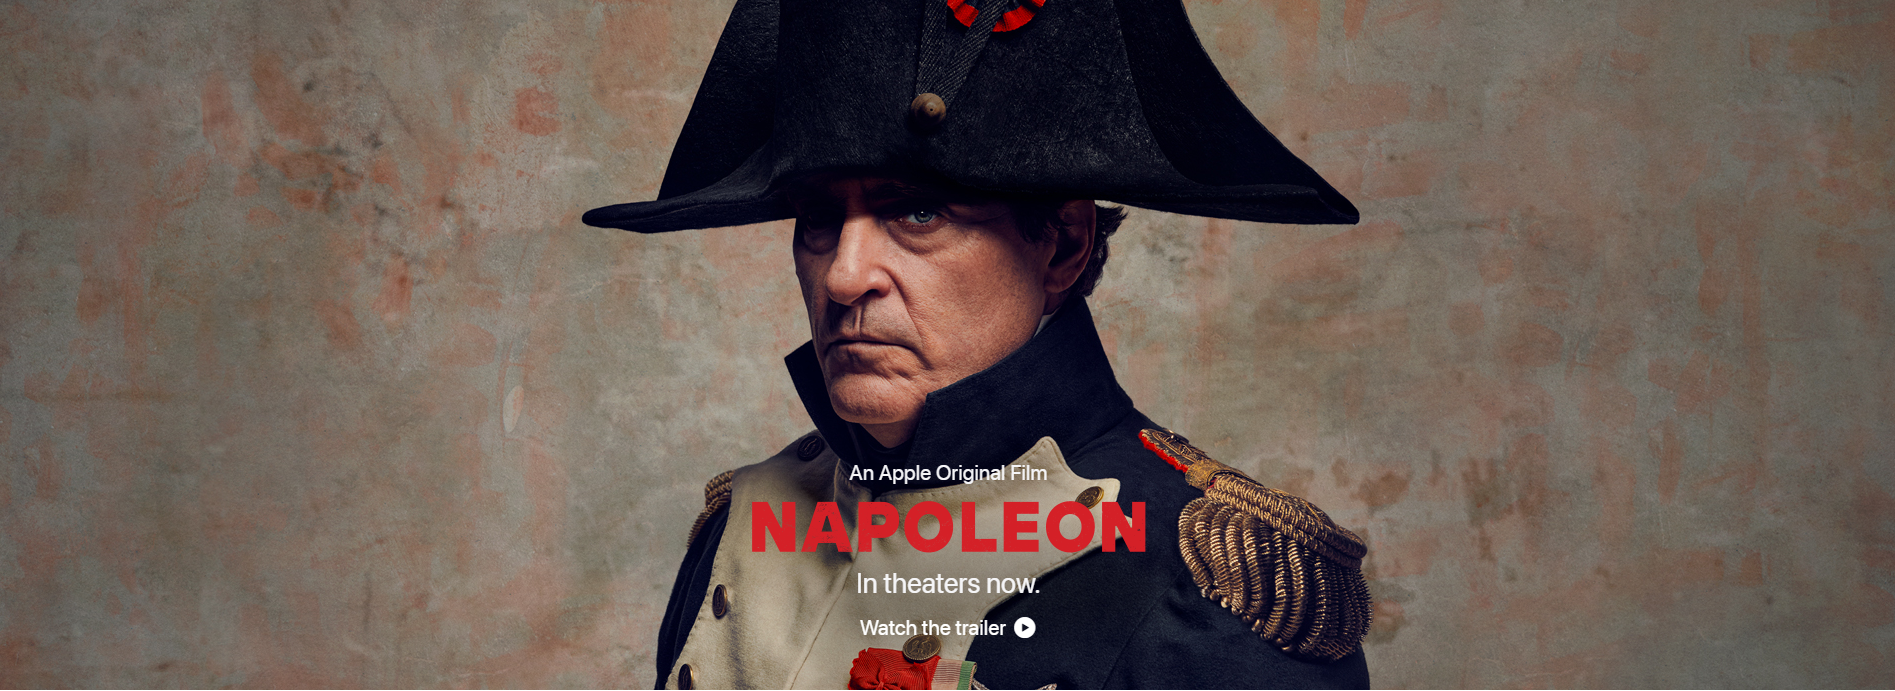 An Apple Original Film
NAPOLEON
In theaters now.
Watch the trailer